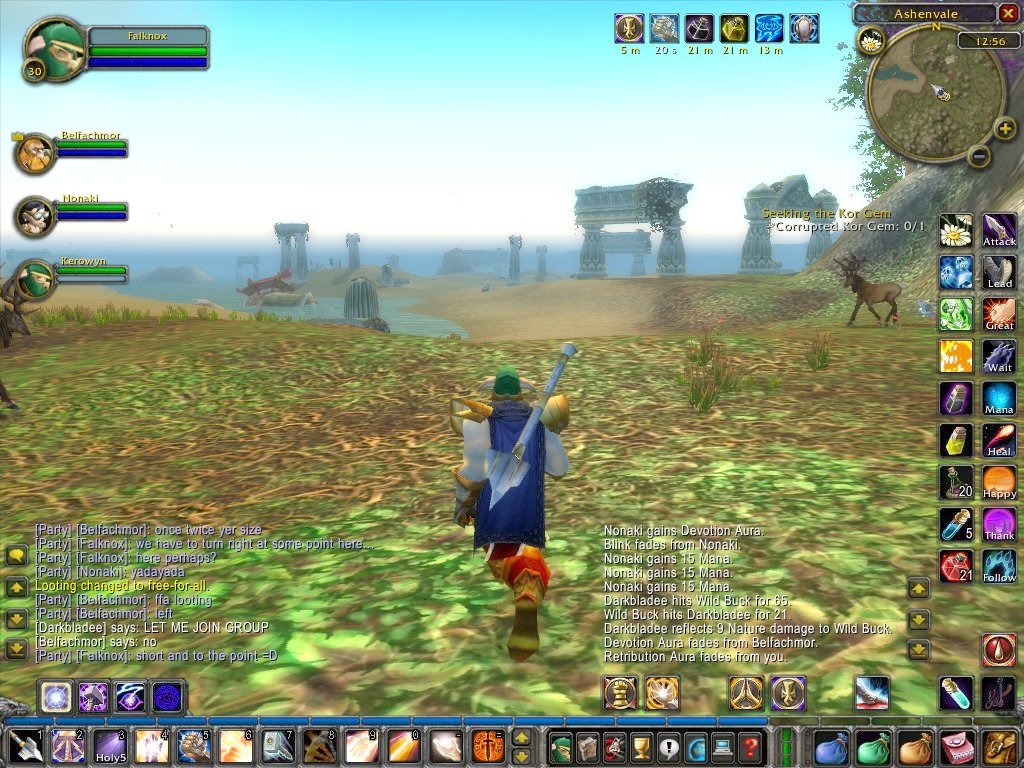 Falknox
30
5 m 20 s 21 m 21 m 13 m
Ashenvale
N
12:56
Belfachmor
Nonaki
Kerowyn
Seeking the Kor Gem
Corrupted Kor Gem: 0/1
Attack
Lead
Great
Wait
Mana
Heal
20 Happy
5 Thank
21 Follow
[Party] [Belfachmor]: once twice yer size
[Party] [Falknox]: we have to turn right at some point here...
[Party] [Falknox]: here perhaps?
[Party] [Nonaki]: yadayada
Looting changed to free-for-all.
[Party] [Belfachmor]: ffa looting
[Party] [Belfachmor]: left
[Darkbladee] says: LET ME JOIN GROUP
[Belfachmor] says: no
[Party] [Falknox]: short and to the point =D
Nonaki gains Devotion Aura.
Blink fades from Nonaki.
Nonaki gains 15 Mana.
Nonaki gains 15 Mana.
Nonaki gains 15 Mana.
Darkbladee hits Wild Buck for 65.
Wild Buck hits Darkbladee for 21.
Darkbladee reflects 9 Nature damage to Wild Buck.
Devotion Aura fades from Belfachmor.
Retribution Aura fades from you.
1 2 3 4 5 6 7 8 9 0 - =
Holy5